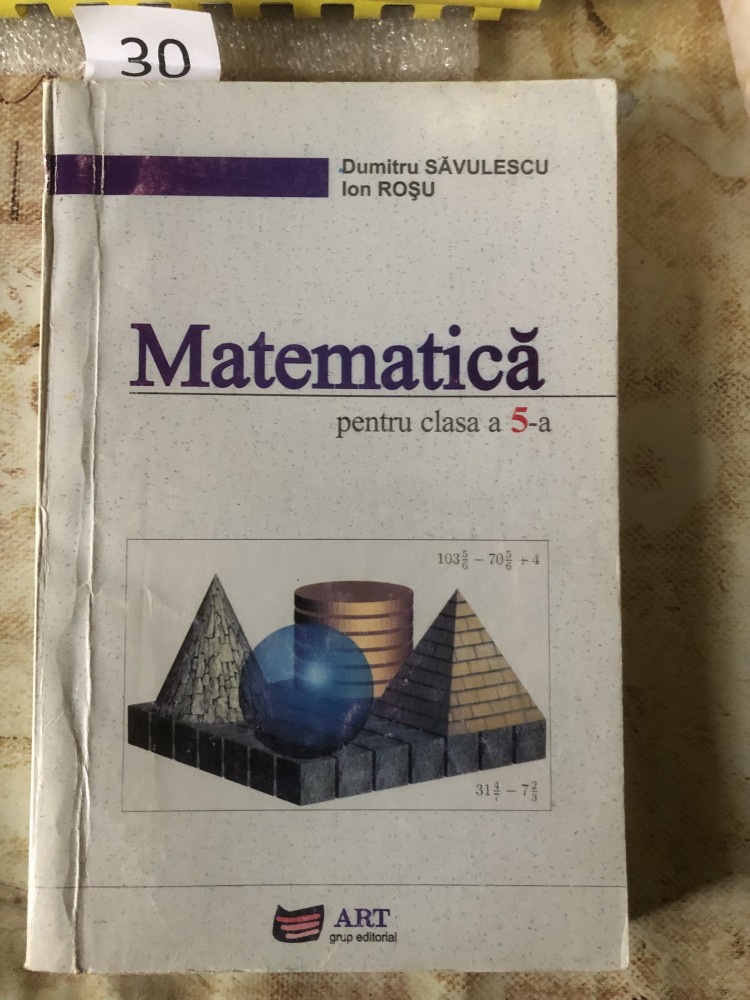 30
Dumitru SĂVULESCU
Ion ROŞU
Matematică
pentru clasa a 5-a
103 5/6 − 70 5/6 + 4
31 4/7 − 7 2/3
ART
grup editorial